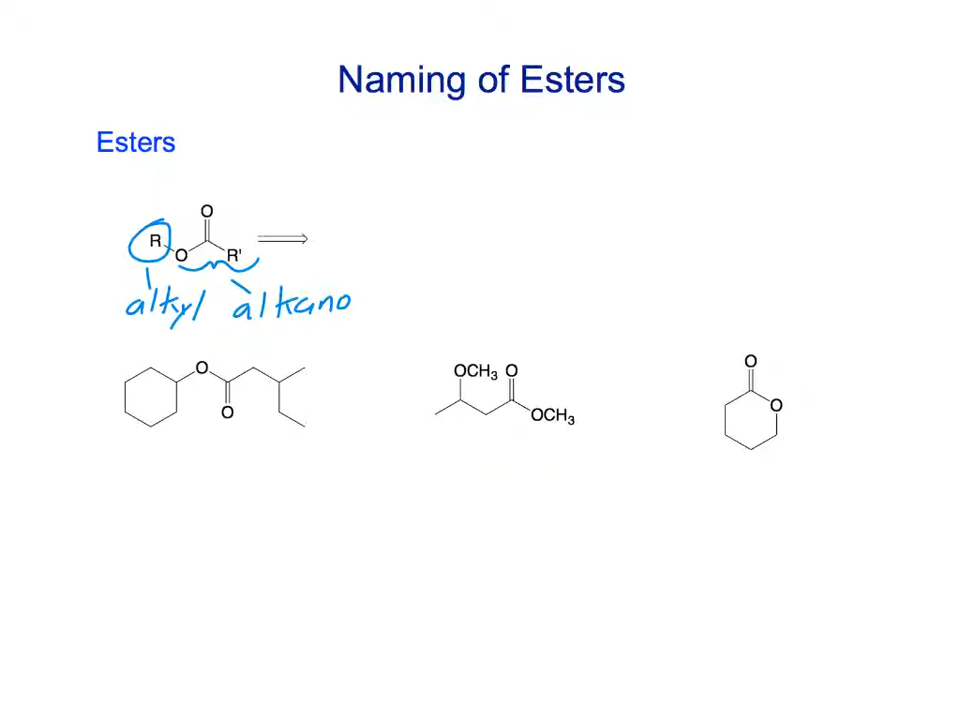 Naming of Esters
Esters
O
R O R'
alkyl alkano
O O
OCH3 O OCH3
O O